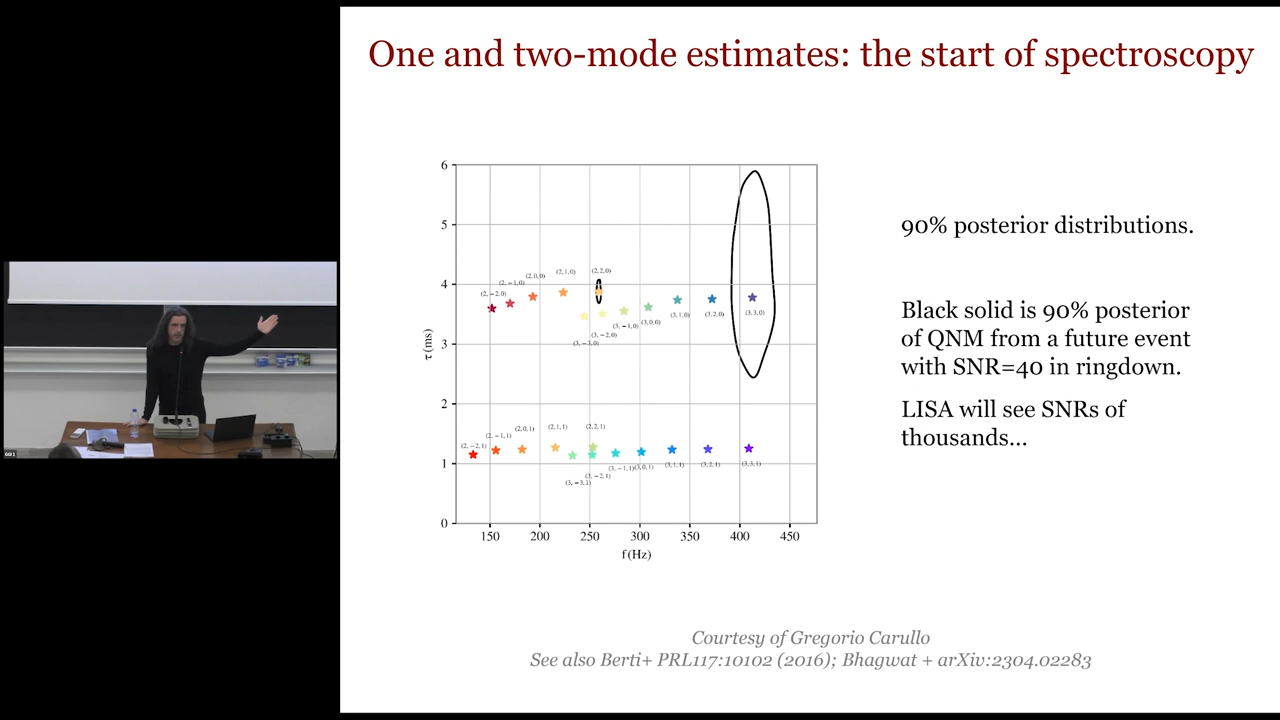 One and two-mode estimates: the start of spectroscopy
6
5
4
3
2
1
0
τ (ms)
(2, −2, 0)
(2, −1, 0)
(2, 0, 0)
(2, 1, 0)
(2, 2, 0)
(3, −3, 0)
(3, −2, 0)
(3, −1, 0)
(3, 0, 0)
(3, 1, 0)
(3, 2, 0)
(3, 3, 0)
(2, −2, 1)
(2, −1, 1)
(2, 0, 1)
(2, 1, 1)
(2, 2, 1)
(3, −3, 1)
(3, −2, 1)
(3, −1, 1)
(3, 0, 1)
(3, 1, 1)
(3, 2, 1)
(3, 3, 1)
150 200 250 300 350 400 450
f (Hz)
90% posterior distributions.
Black solid is 90% posterior
of QNM from a future event
with SNR=40 in ringdown.
LISA will see SNRs of
thousands...
Courtesy of Gregorio Carullo
See also Berti+ PRL117:10102 (2016); Bhagwat + arXiv:2304.02283